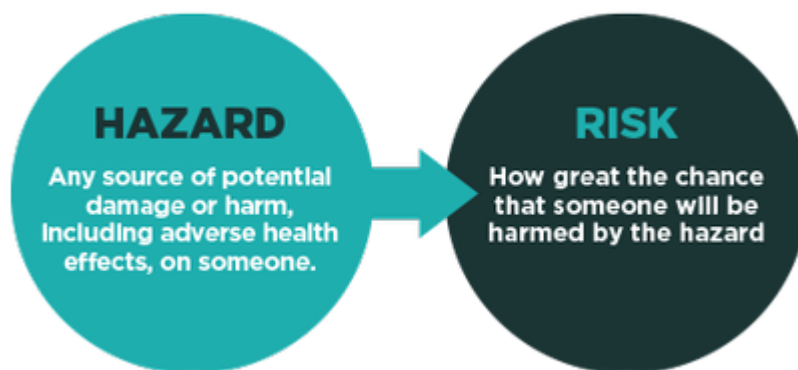 HAZARD
Any source of potential
damage or harm,
including adverse health
effects, on someone.
RISK
How great the chance
that someone will be
harmed by the hazard